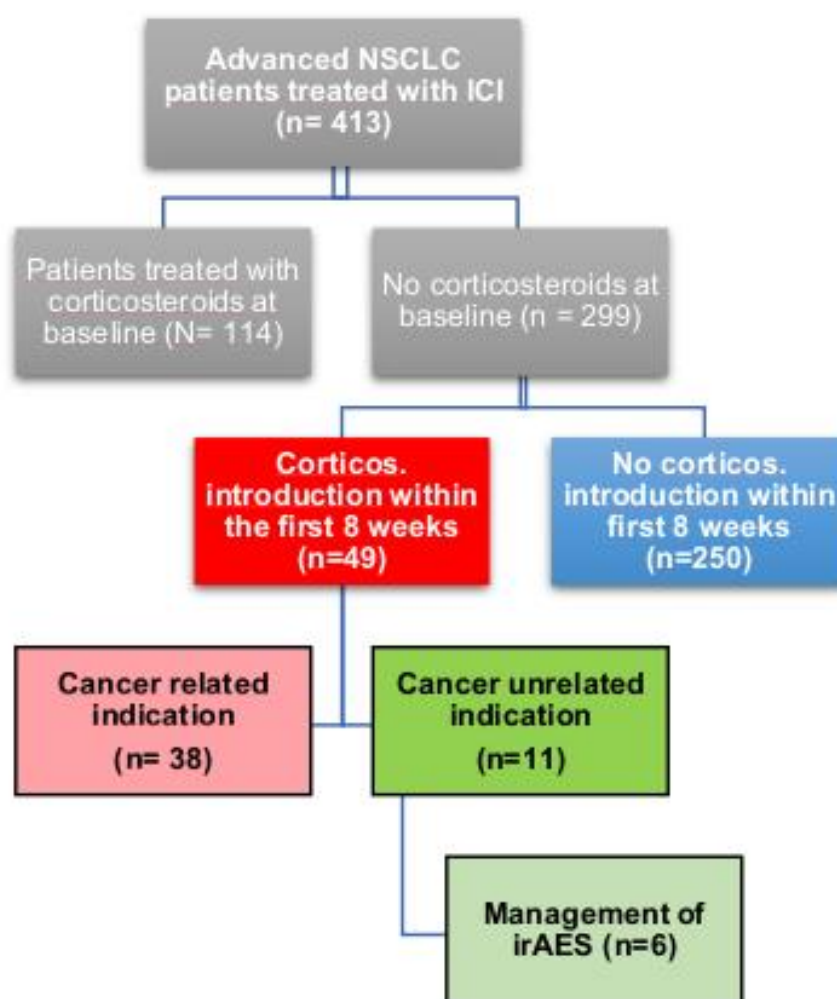 Advanced NSCLC
patients treated with ICI
(n= 413)
Patients treated with
corticosteroids at
baseline (N= 114)
No corticosteroids at
baseline (n = 299)
Corticos.
introduction within
the first 8 weeks
(n=49)
No corticos.
introduction within
first 8 weeks
(n=250)
Cancer related
indication
(n= 38)
Cancer unrelated
indication
(n=11)
Management of
irAES (n=6)